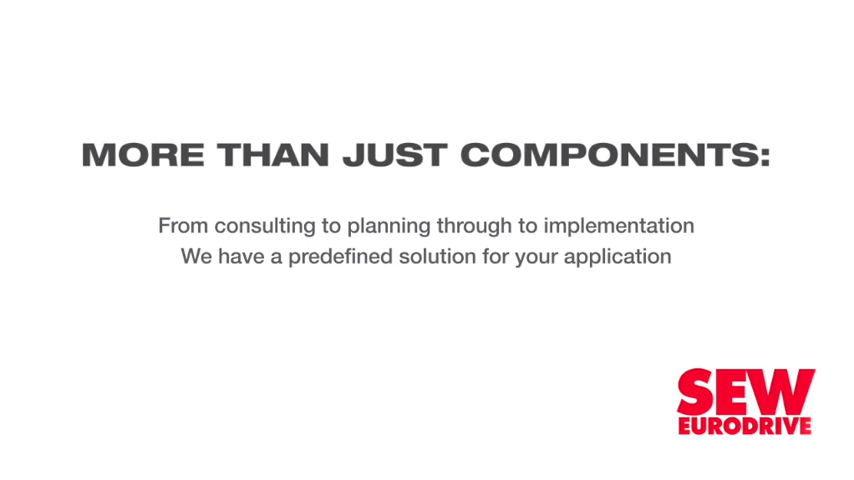 MORE THAN JUST COMPONENTS:
From consulting to planning through to implementation
We have a predefined solution for your application
SEW
EURODRIVE